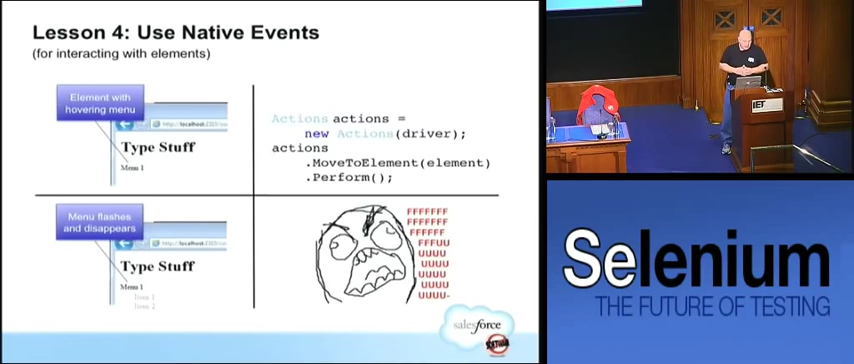 Lesson 4: Use Native Events
(for interacting with elements)
Element with
hovering menu
Type Stuff
Menu 1
Actions actions =
new Actions(driver);
actions
.MoveToElement(element)
.Perform();
Menu flashes
and disappears
Type Stuff
Menu 1
Item 1
Item 2
FFFFFFF
FFFFFFF
FFFFFF
FFFUU
UUUU
UUUU
UUUU
UUUU
UUUU-
salesforce
SOFTWARE
IET
Selenium
THE FUTURE OF TESTING